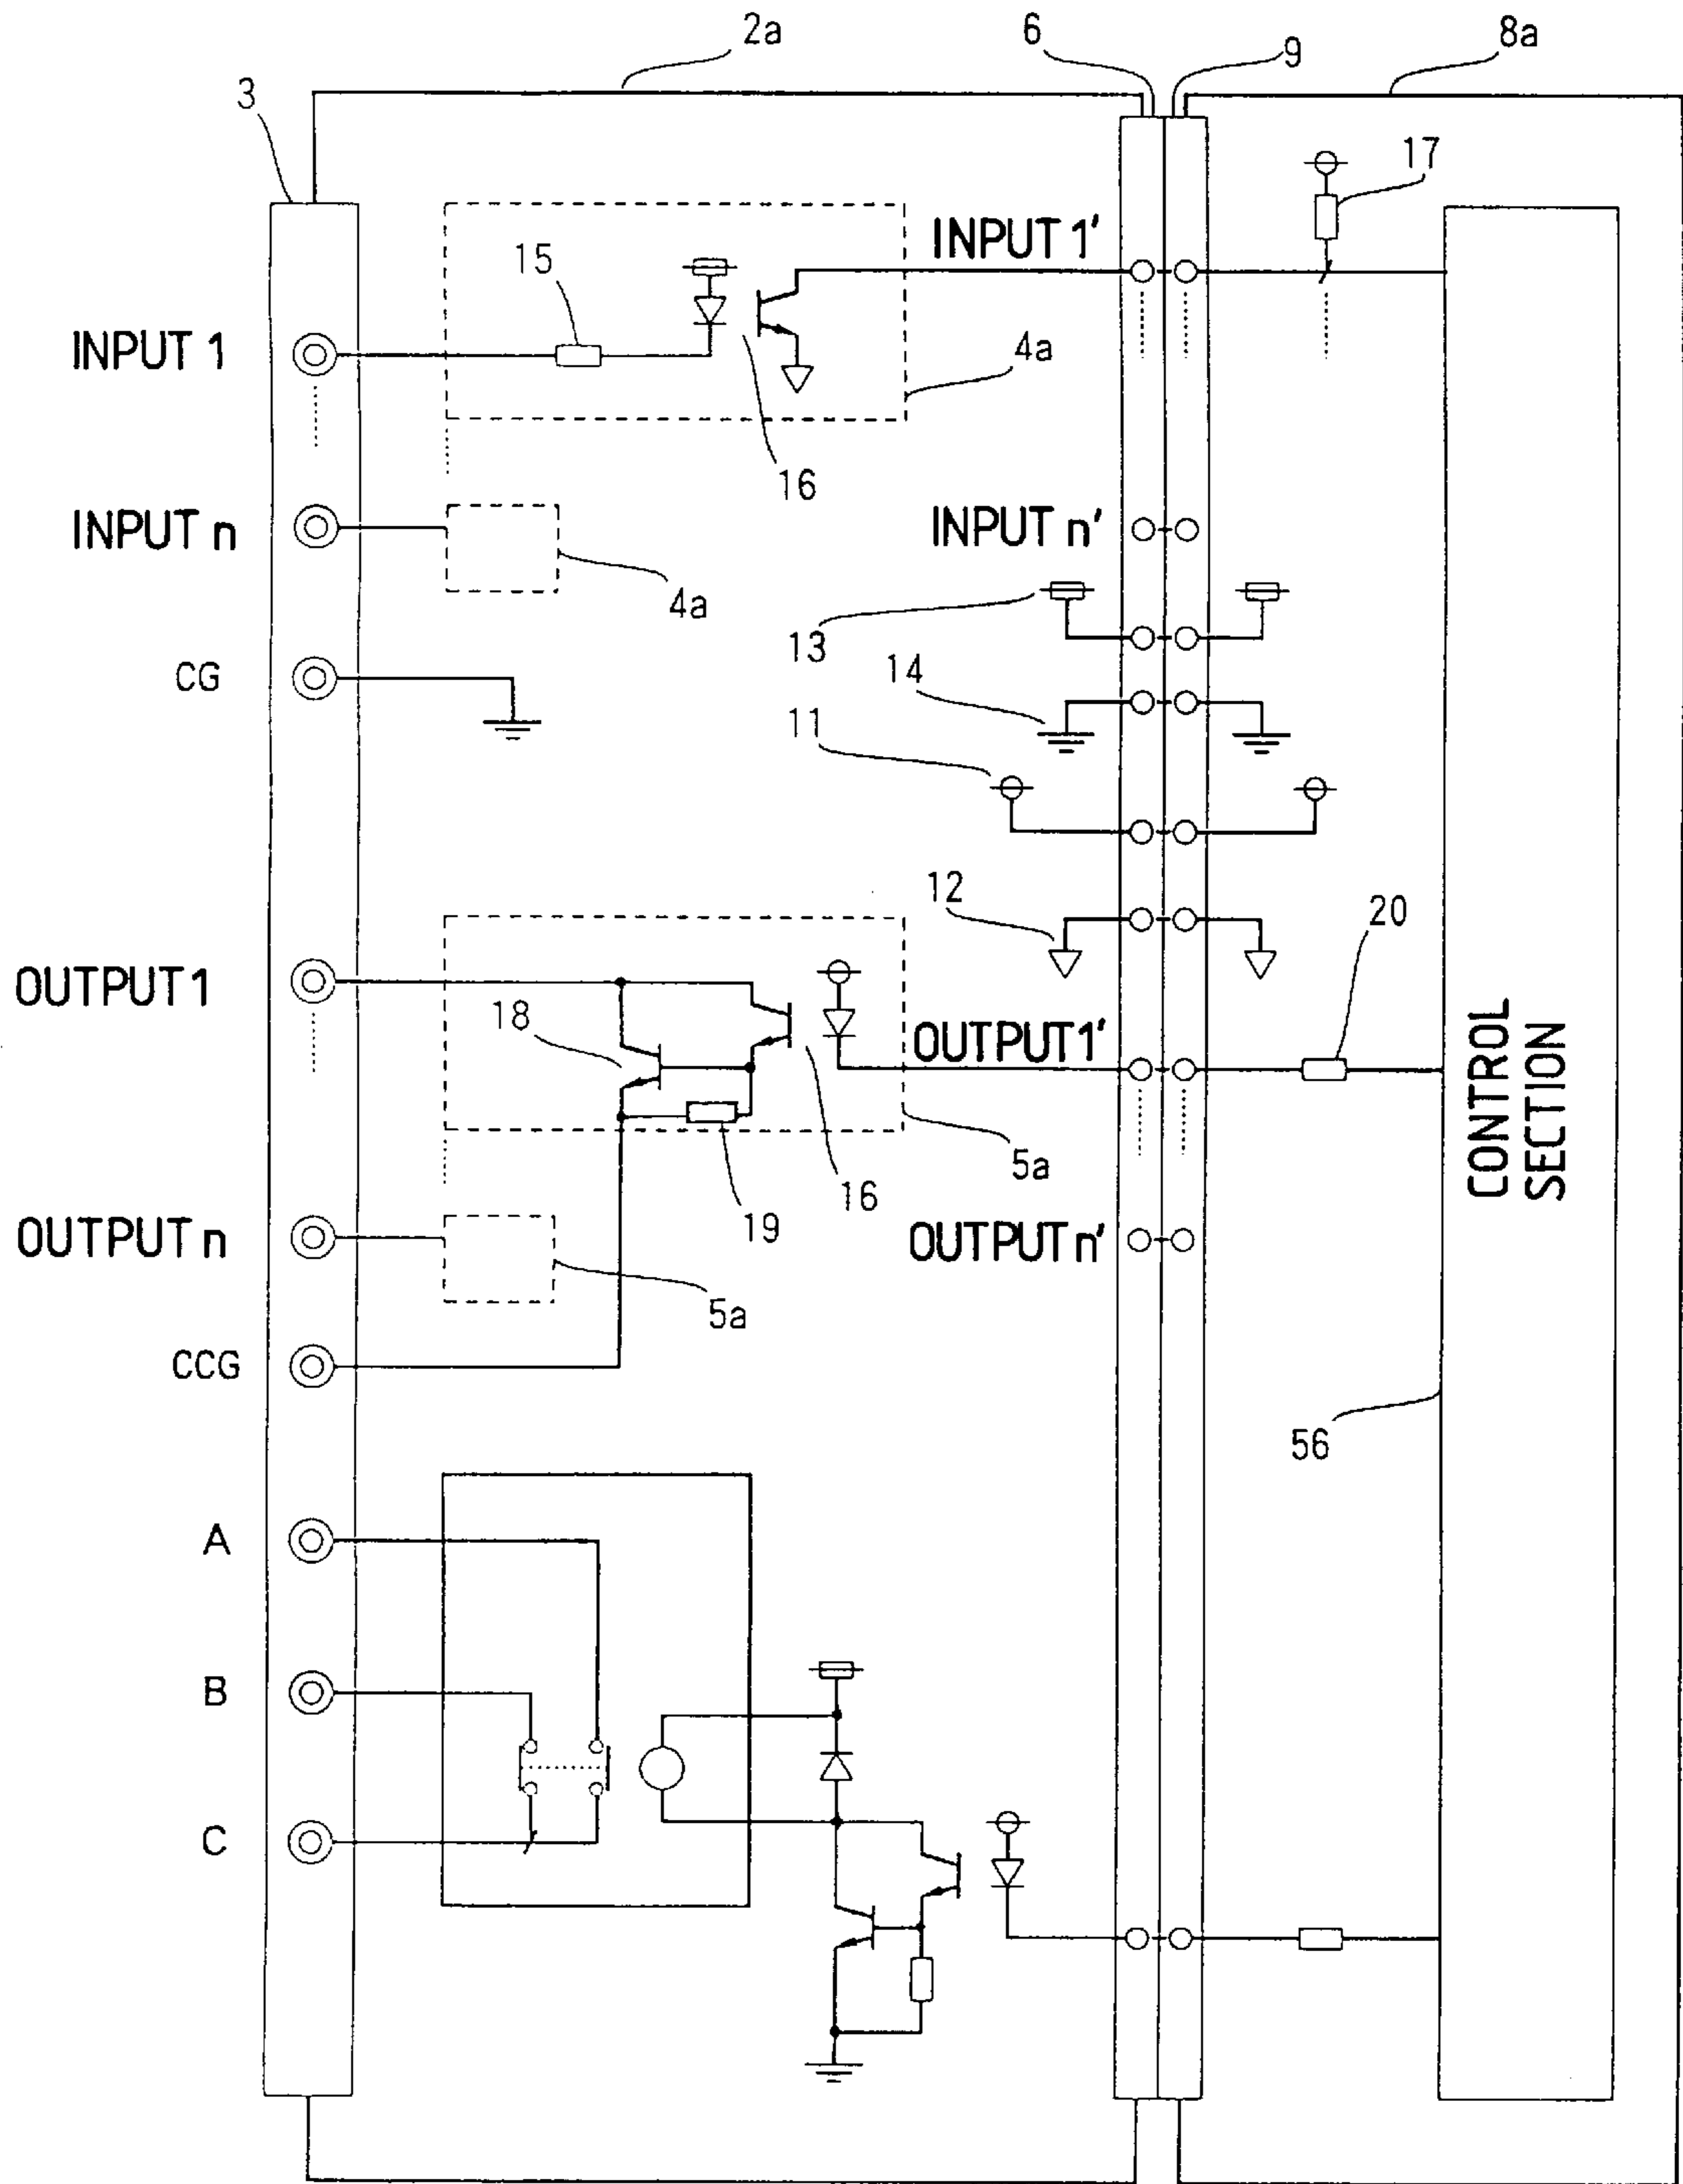 2a
6
9
8a
3
17
INPUT 1'
15
4a
INPUT 1
16
INPUT n
INPUT n'
4a
13
CG
14
11
12
20
OUTPUT 1
18
OUTPUT 1'
CONTROL
SECTION
5a
16
19
OUTPUT n
OUTPUT n'
5a
CCG
56
A
B
C